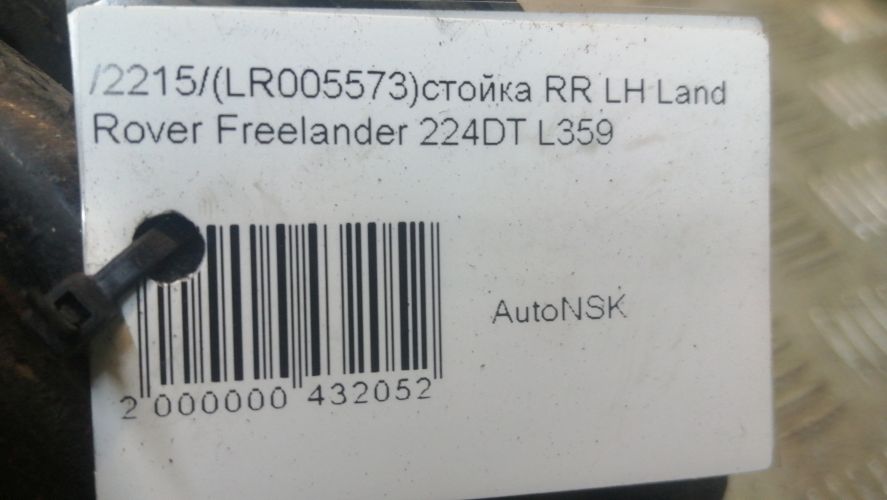 /2215/(LR005573)стойка RR LH Land
Rover Freelander 224DT L359
AutoNSK
2 000000 432052